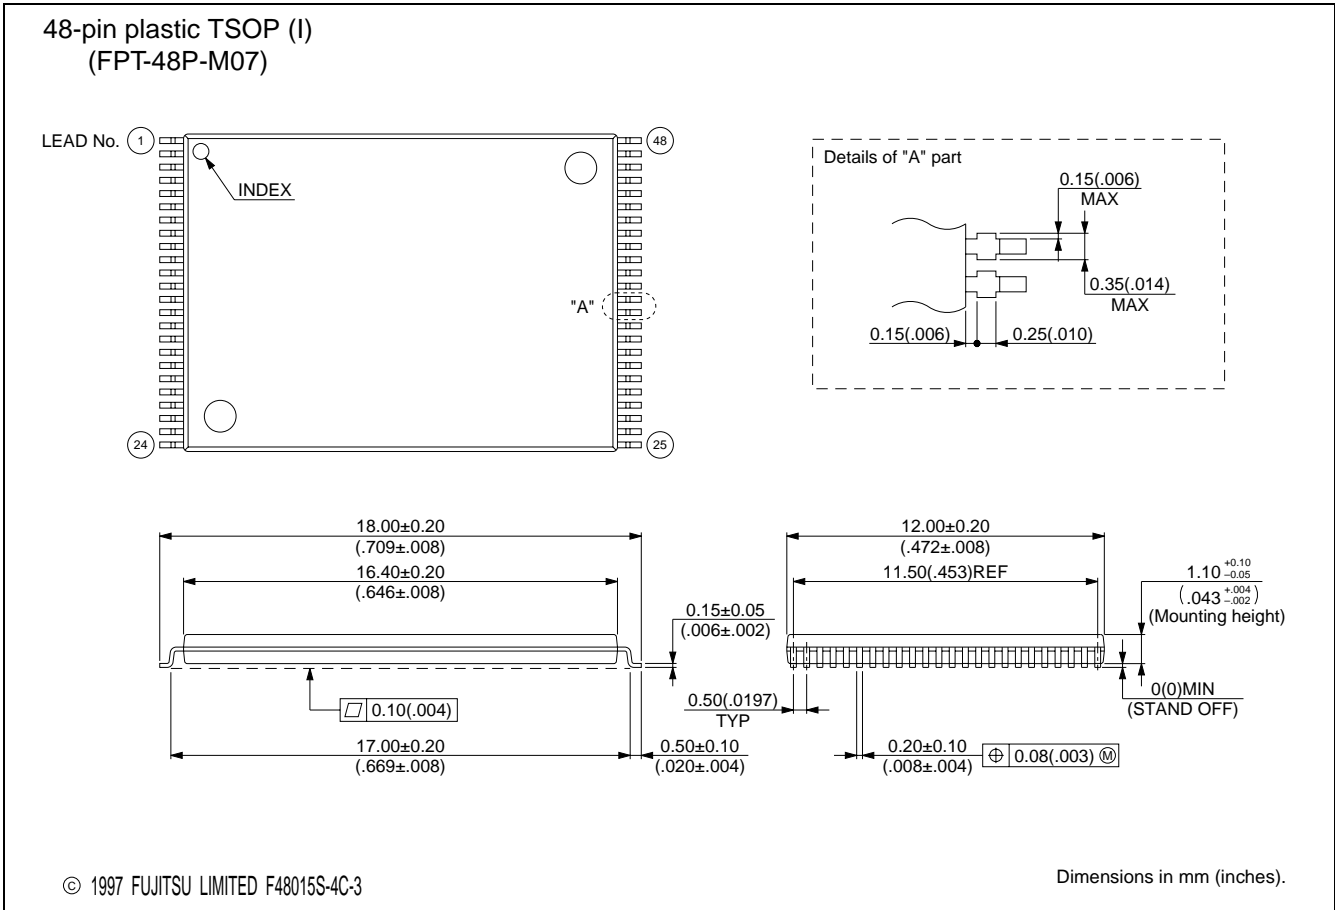 48-pin plastic TSOP (I)
(FPT-48P-M07)
LEAD No.
1
48
INDEX
"A"
24
25
Details of "A" part
0.15(.006)
MAX
0.35(.014)
MAX
0.15(.006)
0.25(.010)
18.00±0.20
(.709±.008)
16.40±0.20
(.646±.008)
0.15±0.05
(.006±.002)
0.10(.004)
17.00±0.20
(.669±.008)
0.50±0.10
(.020±.004)
12.00±0.20
(.472±.008)
11.50(.453)REF
1.10 +0.10 –0.05
(.043 +.004 –.002)
(Mounting height)
0.50(.0197)
TYP
0(0)MIN
(STAND OFF)
0.20±0.10
(.008±.004)
0.08(.003) Ⓜ
© 1997 FUJITSU LIMITED F48015S-4C-3
Dimensions in mm (inches).